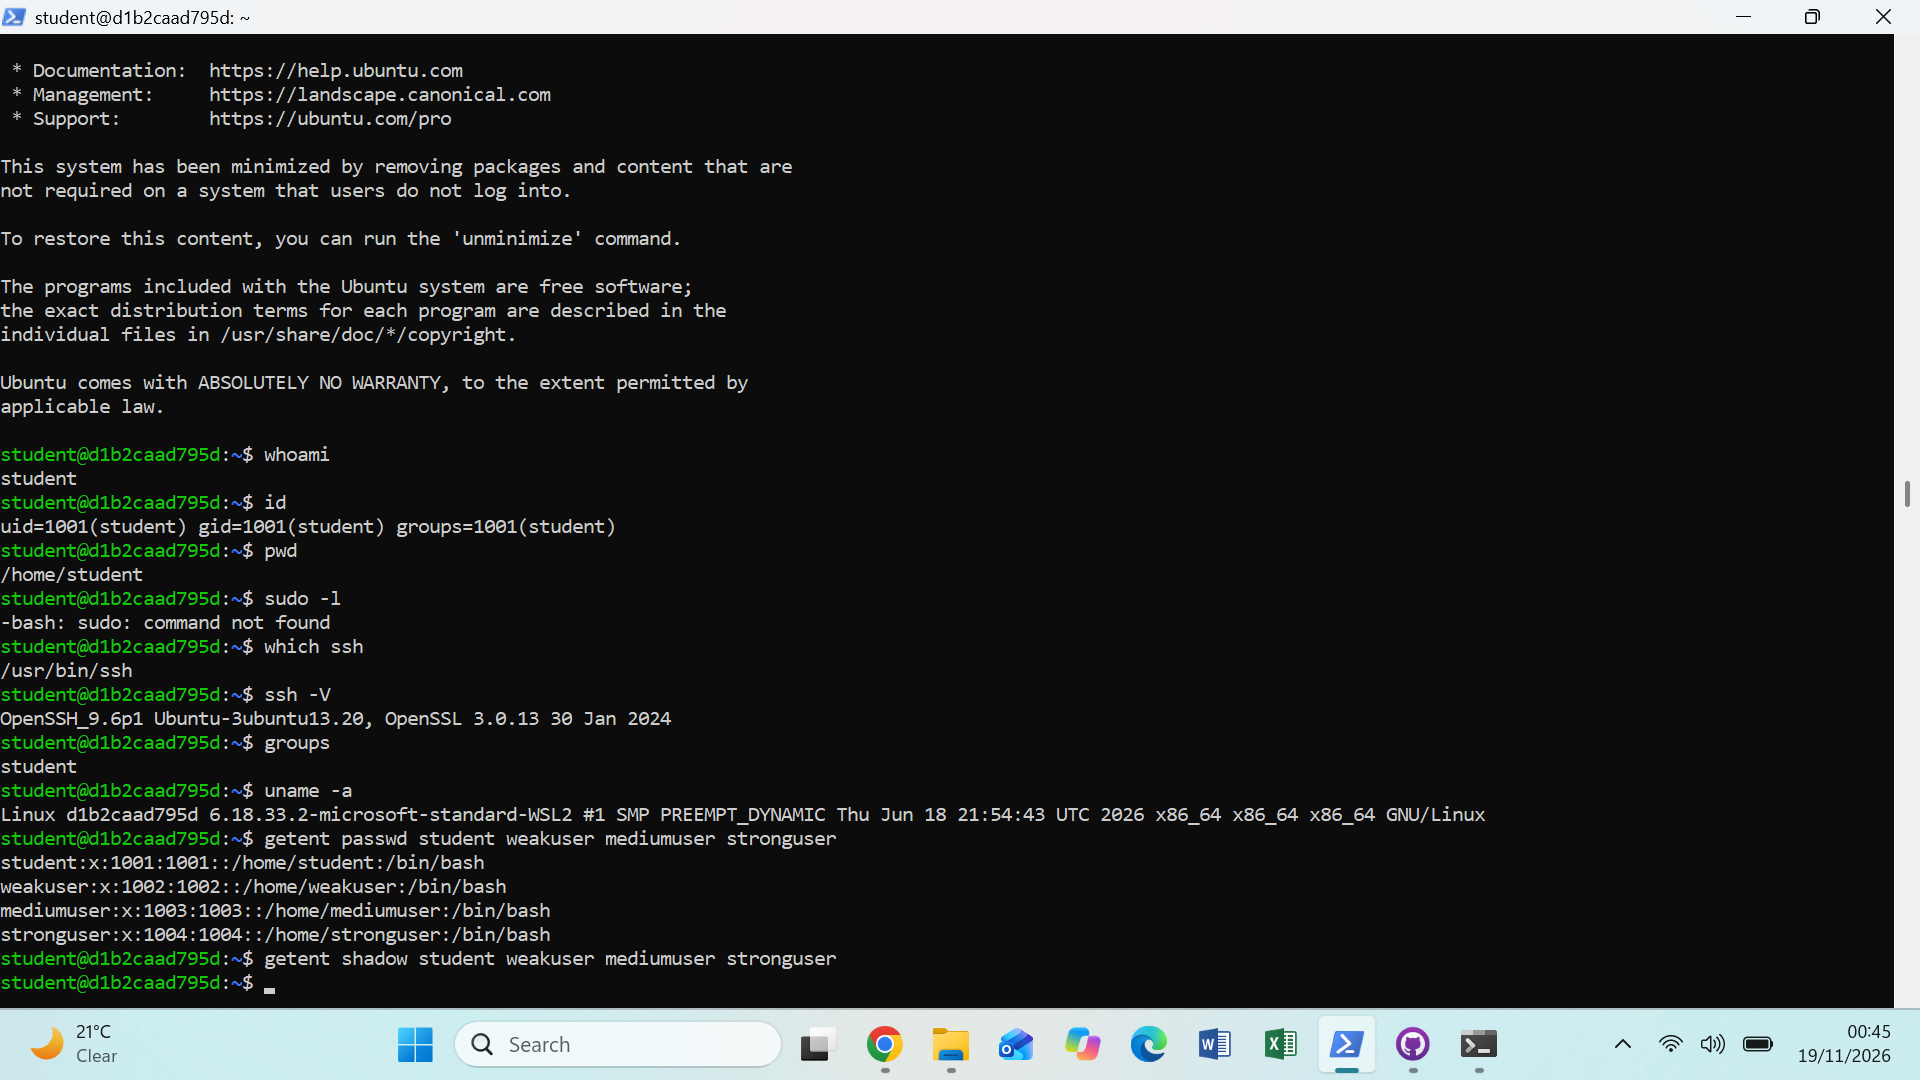 student@d1b2caad795d: ~
* Documentation:  https://help.ubuntu.com
* Management:     https://landscape.canonical.com
* Support:        https://ubuntu.com/pro
This system has been minimized by removing packages and content that are
not required on a system that users do not log into.
To restore this content, you can run the 'unminimize' command.
The programs included with the Ubuntu system are free software;
the exact distribution terms for each program are described in the
individual files in /usr/share/doc/*/copyright.
Ubuntu comes with ABSOLUTELY NO WARRANTY, to the extent permitted by
applicable law.
student@d1b2caad795d:~$ whoami
student
student@d1b2caad795d:~$ id
uid=1001(student) gid=1001(student) groups=1001(student)
student@d1b2caad795d:~$ pwd
/home/student
student@d1b2caad795d:~$ sudo -l
-bash: sudo: command not found
student@d1b2caad795d:~$ which ssh
/usr/bin/ssh
student@d1b2caad795d:~$ ssh -V
OpenSSH_9.6p1 Ubuntu-3ubuntu13.20, OpenSSL 3.0.13 30 Jan 2024
student@d1b2caad795d:~$ groups
student
student@d1b2caad795d:~$ uname -a
Linux d1b2caad795d 6.18.33.2-microsoft-standard-WSL2 #1 SMP PREEMPT_DYNAMIC Thu Jun 18 21:54:43 UTC 2026 x86_64 x86_64 x86_64 GNU/Linux
student@d1b2caad795d:~$ getent passwd student weakuser mediumuser stronguser
student:x:1001:1001::/home/student:/bin/bash
weakuser:x:1002:1002::/home/weakuser:/bin/bash
mediumuser:x:1003:1003::/home/mediumuser:/bin/bash
stronguser:x:1004:1004::/home/stronguser:/bin/bash
student@d1b2caad795d:~$ getent shadow student weakuser mediumuser stronguser
student@d1b2caad795d:~$
21°C
Clear
Search
00:45
19/11/2026